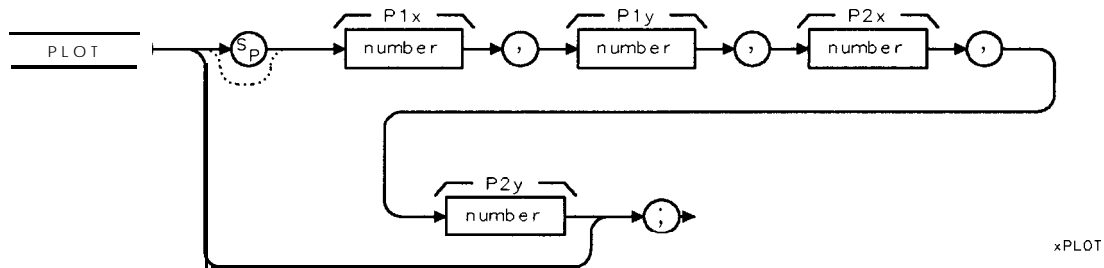 P1x P1y P2x
PLOT SP number , number , number ,
P2y
number ;
xPLOT